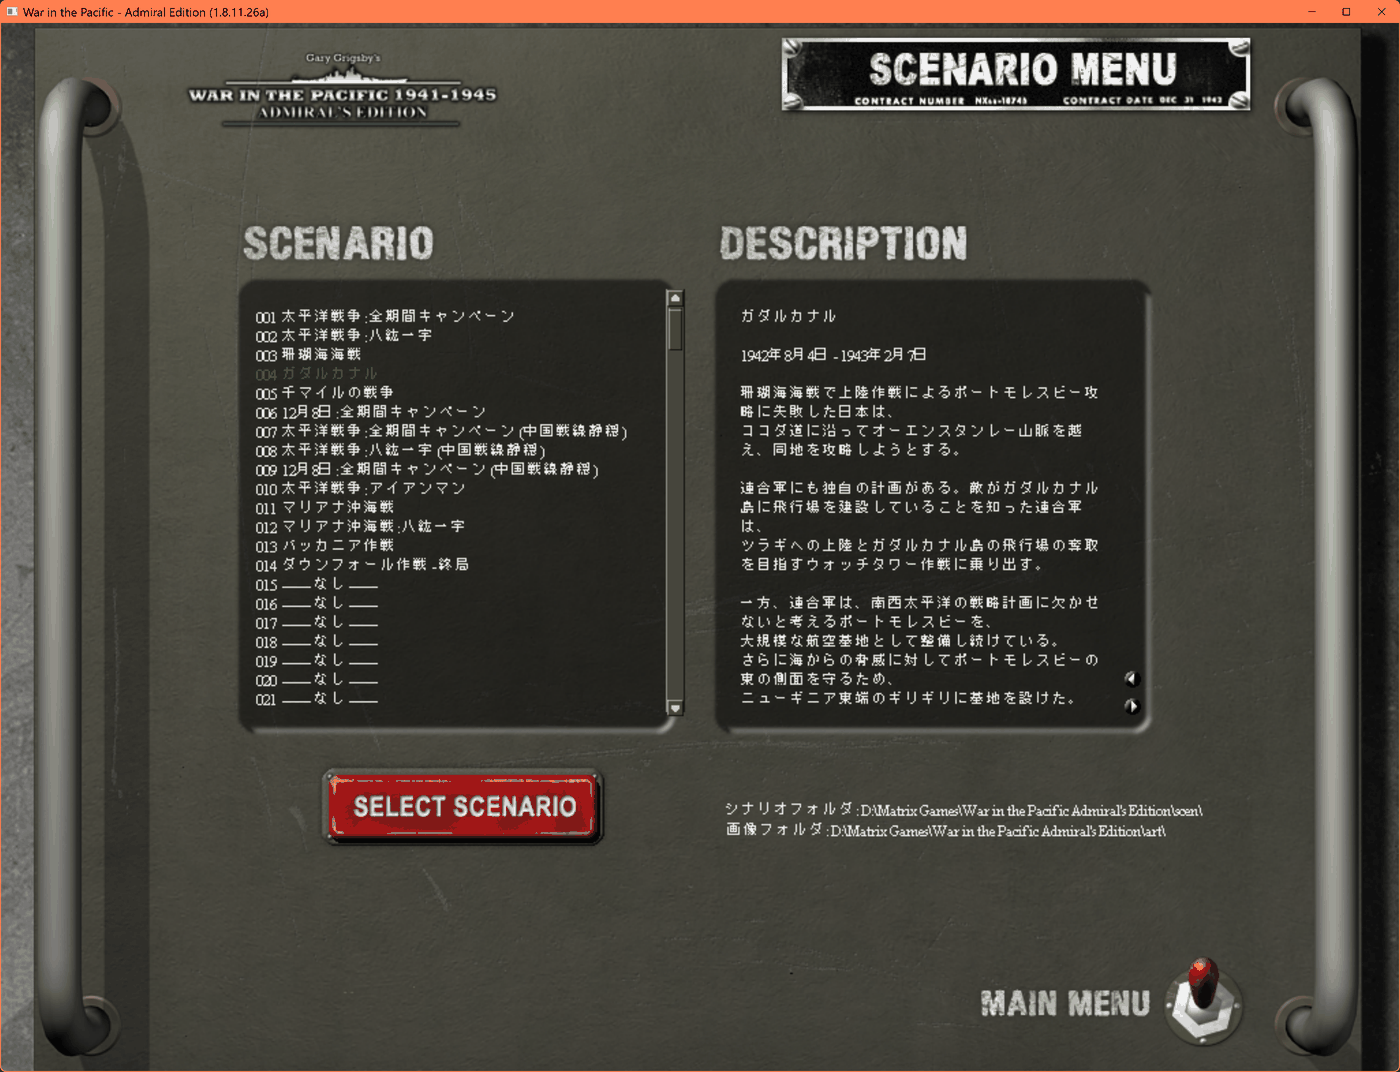 War in the Pacific - Admiral Edition (1.8.11.26a)
Gary Grigsby's
WAR IN THE PACIFIC 1941-1945
ADMIRAL'S EDITION
SCENARIO MENU
CONTRACT NUMBER NXss-18745 CONTRACT DATE DEC 31 1942
SCENARIO
001 太平洋戦争:全期間キャンペーン
002 太平洋戦争:八紘一宇
003 珊瑚海海戦
004 ガダルカナル
005 千マイルの戦争
006 12月8日:全期間キャンペーン
007 太平洋戦争:全期間キャンペーン(中国戦線静穏)
008 太平洋戦争:八紘一宇(中国戦線静穏)
009 12月8日:全期間キャンペーン(中国戦線静穏)
010 太平洋戦争:アイアンマン
011 マリアナ沖海戦
012 マリアナ沖海戦:八紘一宇
013 バッカニア作戦
014 ダウンフォール作戦 -終局
015 ——なし——
016 ——なし——
017 ——なし——
018 ——なし——
019 ——なし——
020 ——なし——
021 ——なし——
DESCRIPTION
ガダルカナル
1942年8月4日 - 1943年2月7日
珊瑚海海戦で上陸作戦によるポートモレスビー攻
略に失敗した日本は、
ココダ道に沿ってオーエンスタンレー山脈を越
え、同地を攻略しようとする。
連合軍にも独自の計画がある。敵がガダルカナル
島に飛行場を建設していることを知った連合軍
は、
ツラギへの上陸とガダルカナル島の飛行場の奪取
を目指すウォッチタワー作戦に乗り出す。
一方、連合軍は、南西太平洋の戦略計画に欠かせ
ないと考えるポートモレスビーを、
大規模な航空基地として整備し続けている。
さらに海からの脅威に対してポートモレスビーの
東の側面を守るため、
ニューギニア東端のギリギリに基地を設けた。
SELECT SCENARIO
シナリオフォルダ:D:\Matrix Games\War in the Pacific Admiral's Edition\scen\
画像フォルダ:D:\Matrix Games\War in the Pacific Admiral's Edition\art\
MAIN MENU